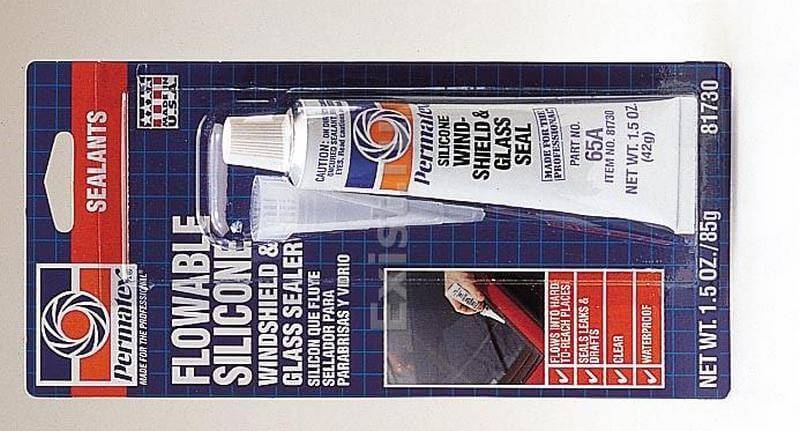 SEALANTS
Permatex
MADE FOR THE PROFESSIONAL
MADE IN
U.S.A.
FLOWABLE
SILICONE
WINDSHIELD &
GLASS SEALER
SILICON QUE FLUYE
SELLADOR PARA
PARABRISAS Y VIDRIO
CAUTION:
EYES. Read
Permatex
SILICONE
WIND-
SHIELD &
GLASS
SEAL
MADE FOR THE
PROFESSIONAL
PART NO.
65A
ITEM NO. 81730
NET WT. 1.5 OZ.
(42g)
FLOWS INTO HARD-
TO-REACH PLACES
SEALS LEAKS &
DRAFTS
CLEAR
WATERPROOF
NET WT. 1.5 OZ./85g
81730